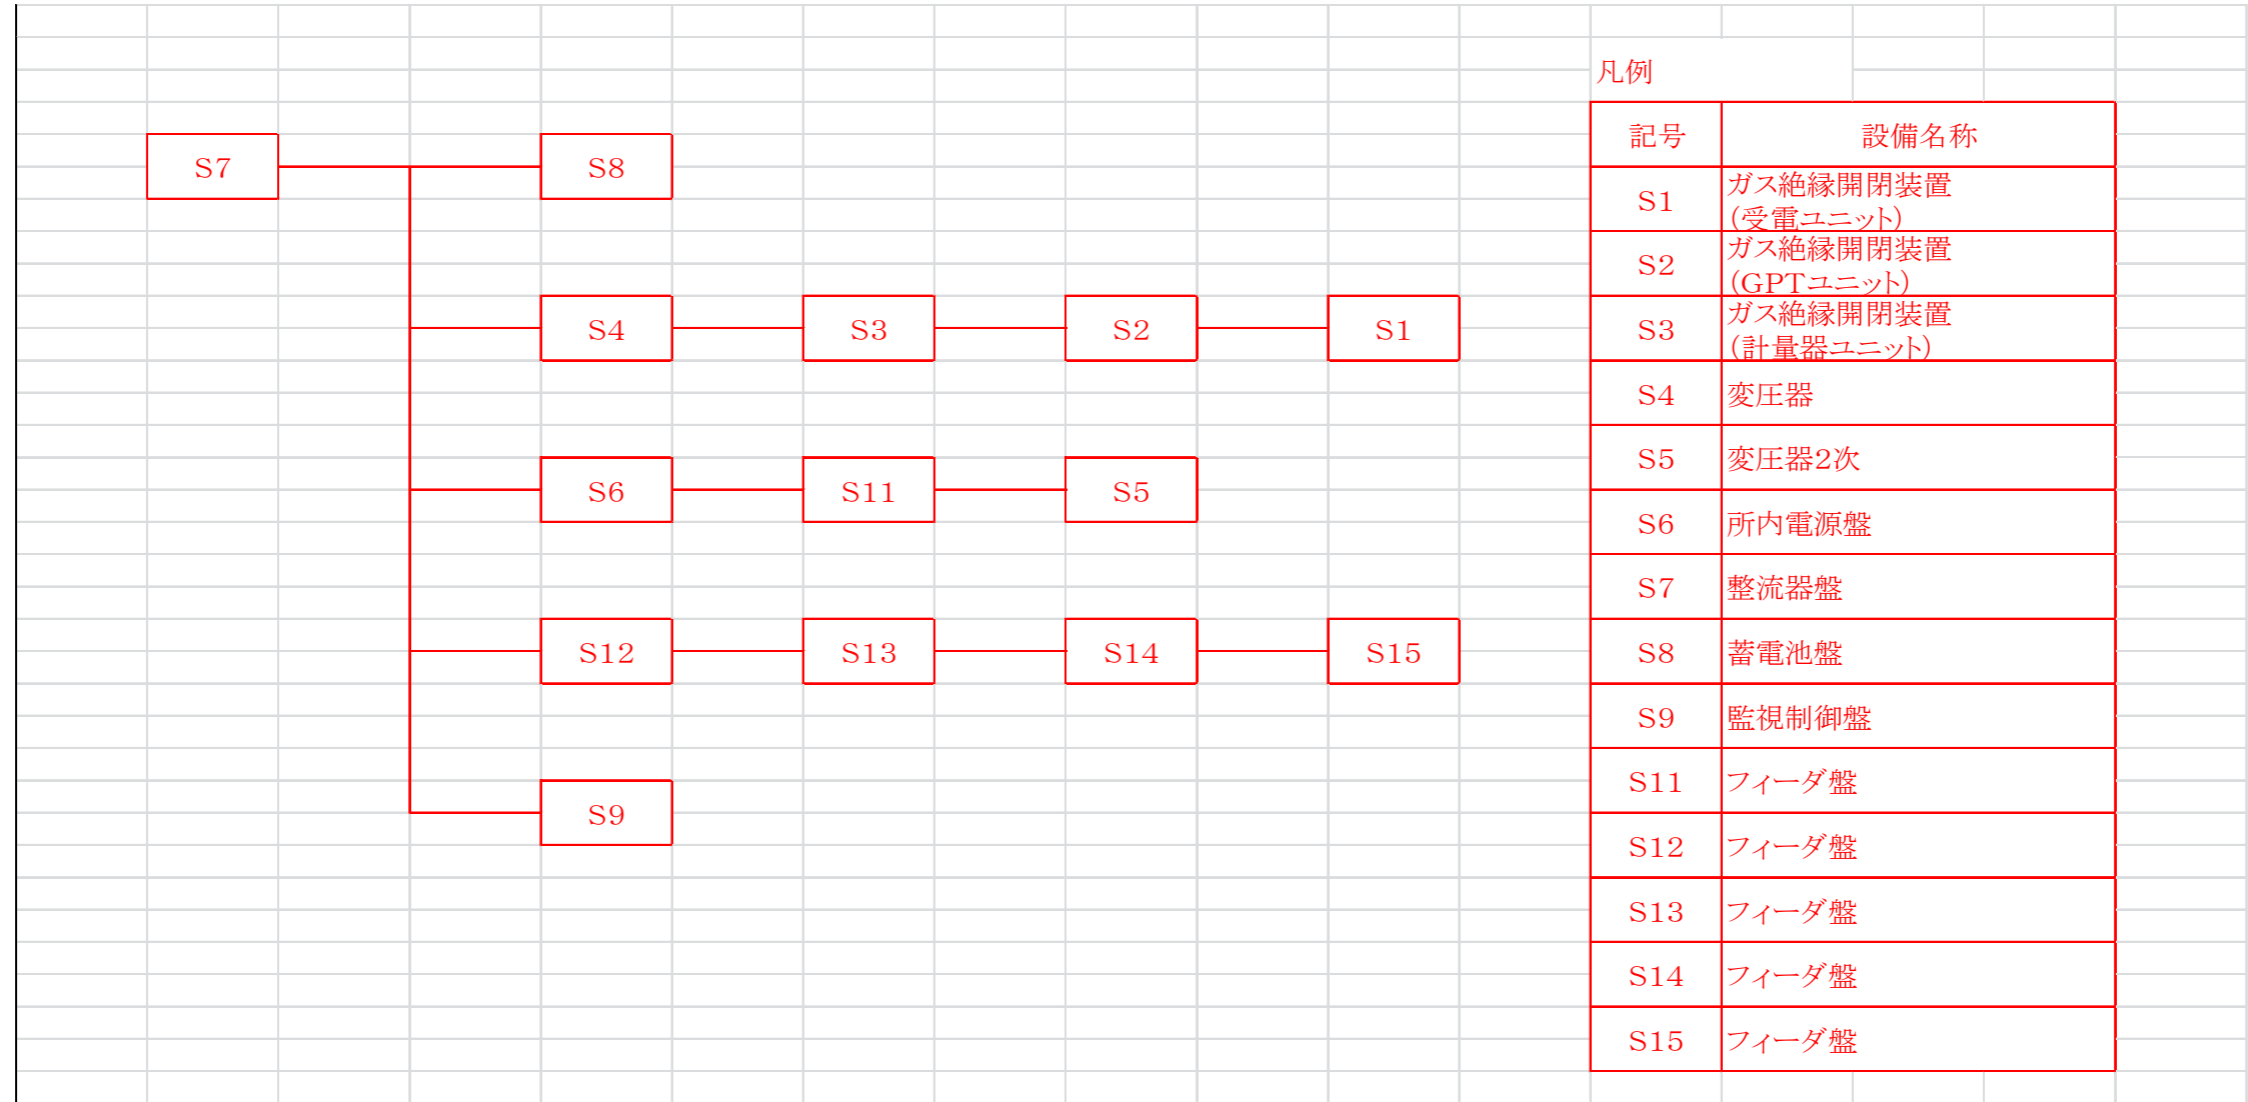 S7
S8
S4
S3
S2
S1
S6
S11
S5
S12
S13
S14
S15
S9
凡例
記号 設備名称
S1 ガス絶縁開閉装置
(受電ユニット)
S2 ガス絶縁開閉装置
(GPTユニット)
S3 ガス絶縁開閉装置
(計量器ユニット)
S4 変圧器
S5 変圧器2次
S6 所内電源盤
S7 整流器盤
S8 蓄電池盤
S9 監視制御盤
S11 フィーダ盤
S12 フィーダ盤
S13 フィーダ盤
S14 フィーダ盤
S15 フィーダ盤